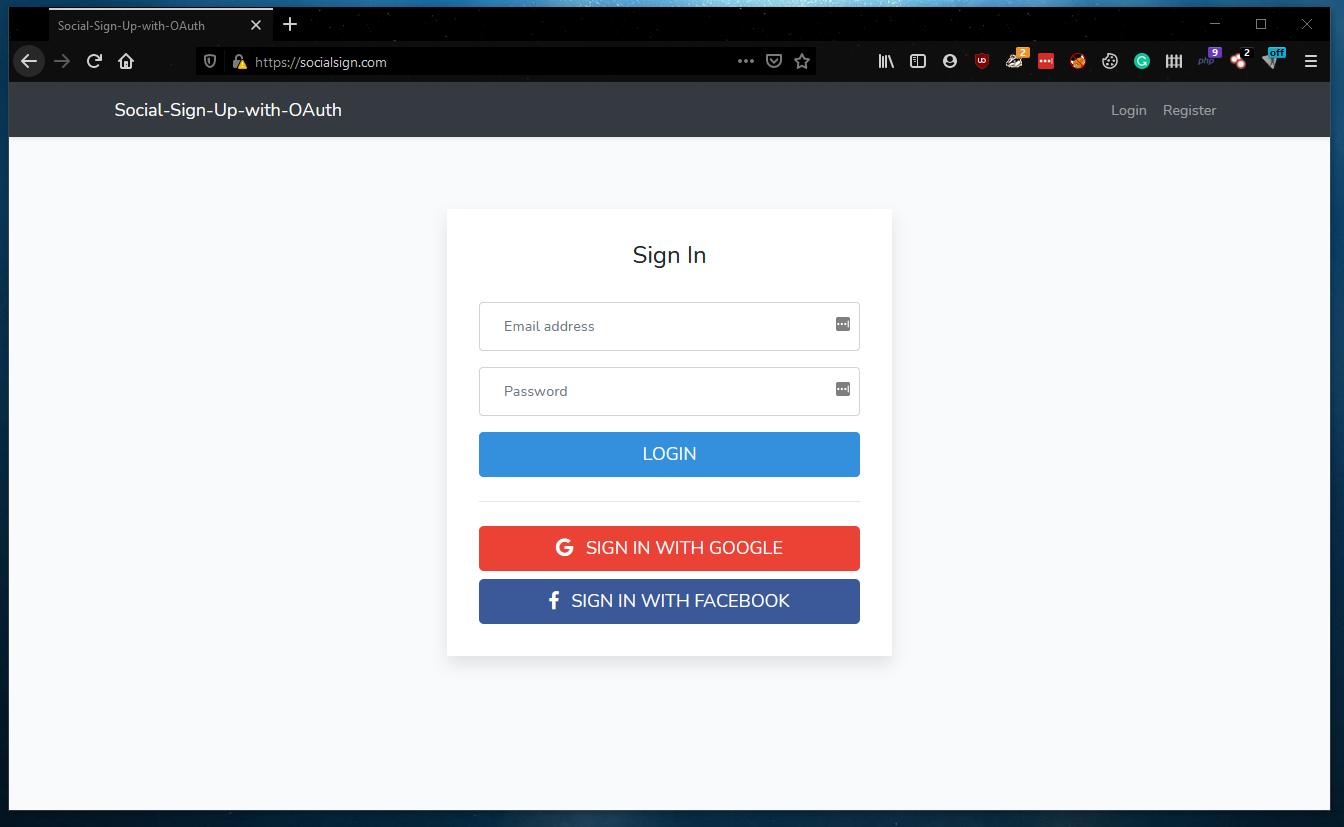 Social-Sign-Up-with-OAuth
https://socialsign.com
2
UD
php
9
2
off
Social-Sign-Up-with-OAuth
Login
Register
Sign In
Email address
Password
LOGIN
SIGN IN WITH GOOGLE
SIGN IN WITH FACEBOOK